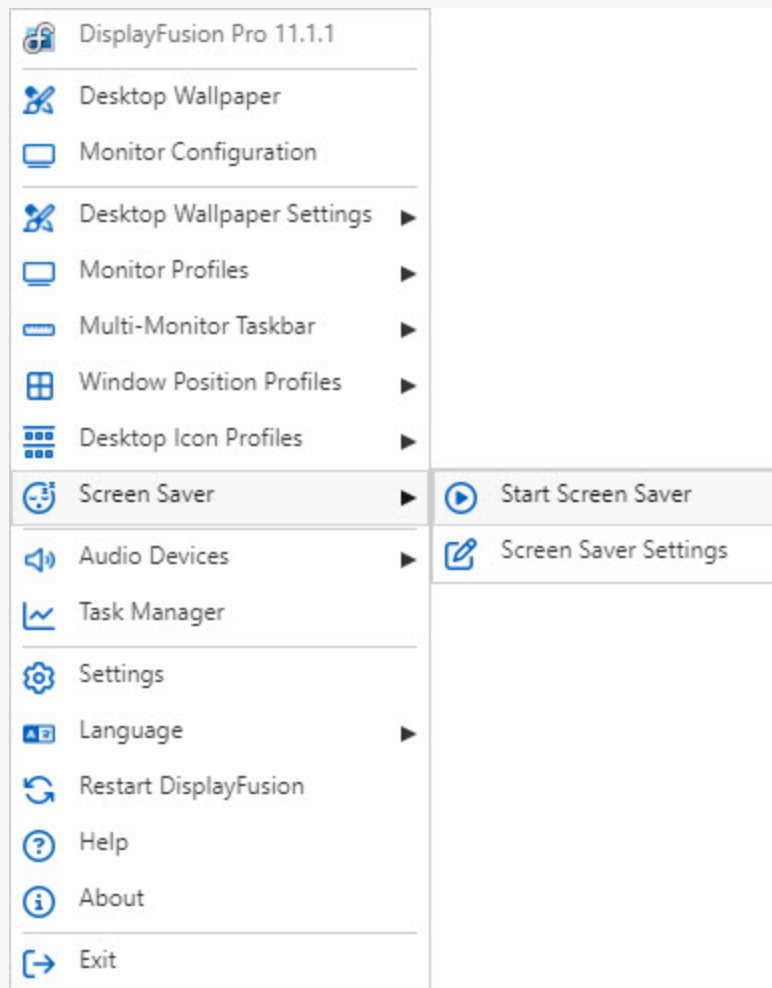 DisplayFusion Pro 11.1.1
Desktop Wallpaper
Monitor Configuration
Desktop Wallpaper Settings
Monitor Profiles
Multi-Monitor Taskbar
Window Position Profiles
Desktop Icon Profiles
Screen Saver
Start Screen Saver
Screen Saver Settings
Audio Devices
Task Manager
Settings
Language
Restart DisplayFusion
Help
About
Exit